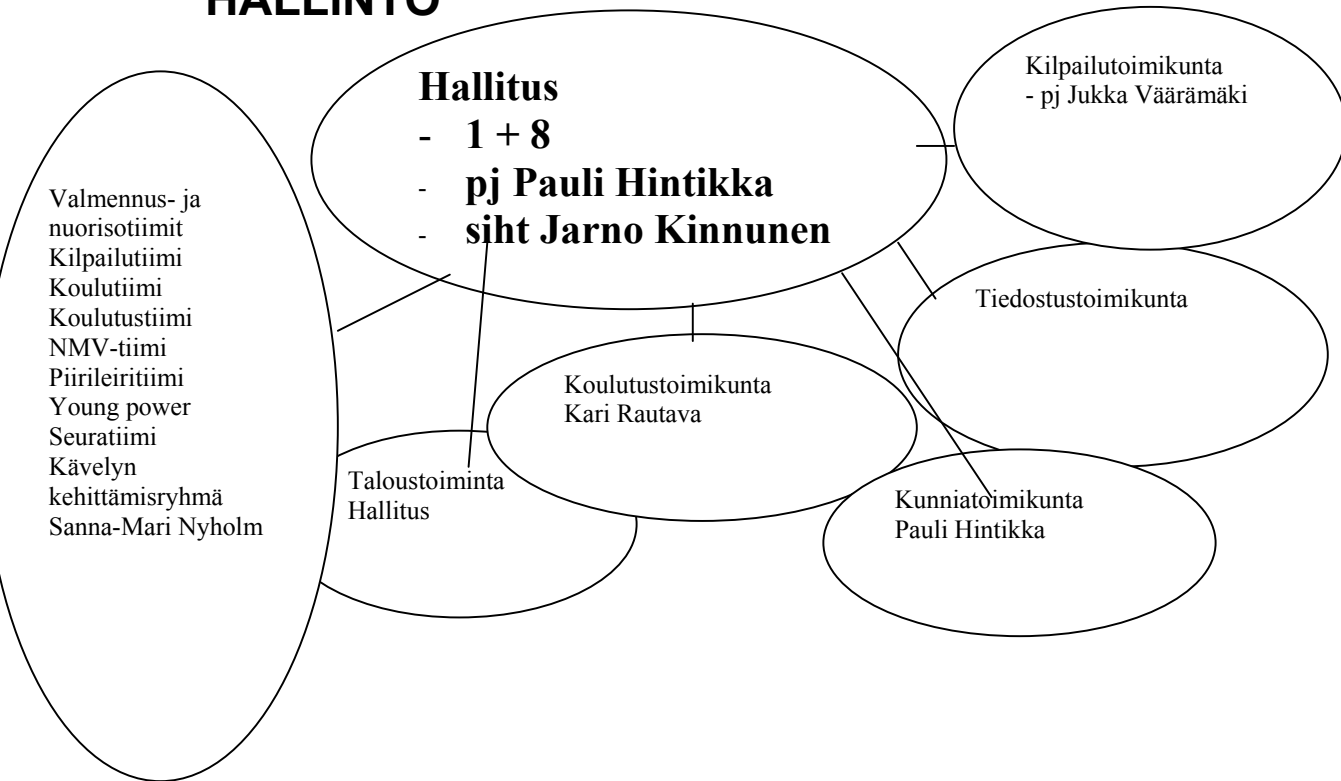 HALLINTO
Hallitus
- 1 + 8
- pj Pauli Hintikka
- siht Jarno Kinnunen
Kilpailutoimikunta
- pj Jukka Väärämäki
Valmennus- ja
nuorisotiimit
Kilpailutiimi
Koulutiimi
Koulutustiimi
NMV-tiimi
Piirileiritiimi
Young power
Seuratiimi
Kävelyn
kehittämisryhmä
Sanna-Mari Nyholm
Tiedostustoimikunta
Koulutustoimikunta
Kari Rautava
Taloustoiminta
Hallitus
Kunniatoimikunta
Pauli Hintikka